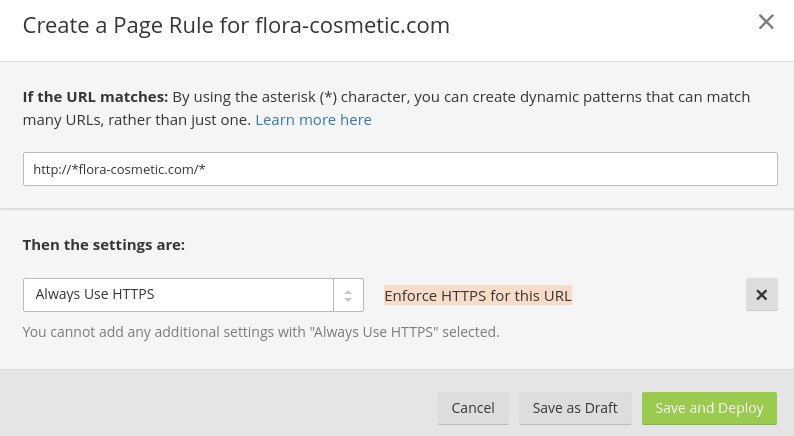 Create a Page Rule for flora-cosmetic.com
If the URL matches: By using the asterisk (*) character, you can create dynamic patterns that can match
many URLs, rather than just one. Learn more here
http://*flora-cosmetic.com/*
Then the settings are:
Always Use HTTPS
Enforce HTTPS for this URL
You cannot add any additional settings with "Always Use HTTPS" selected.
Cancel
Save as Draft
Save and Deploy